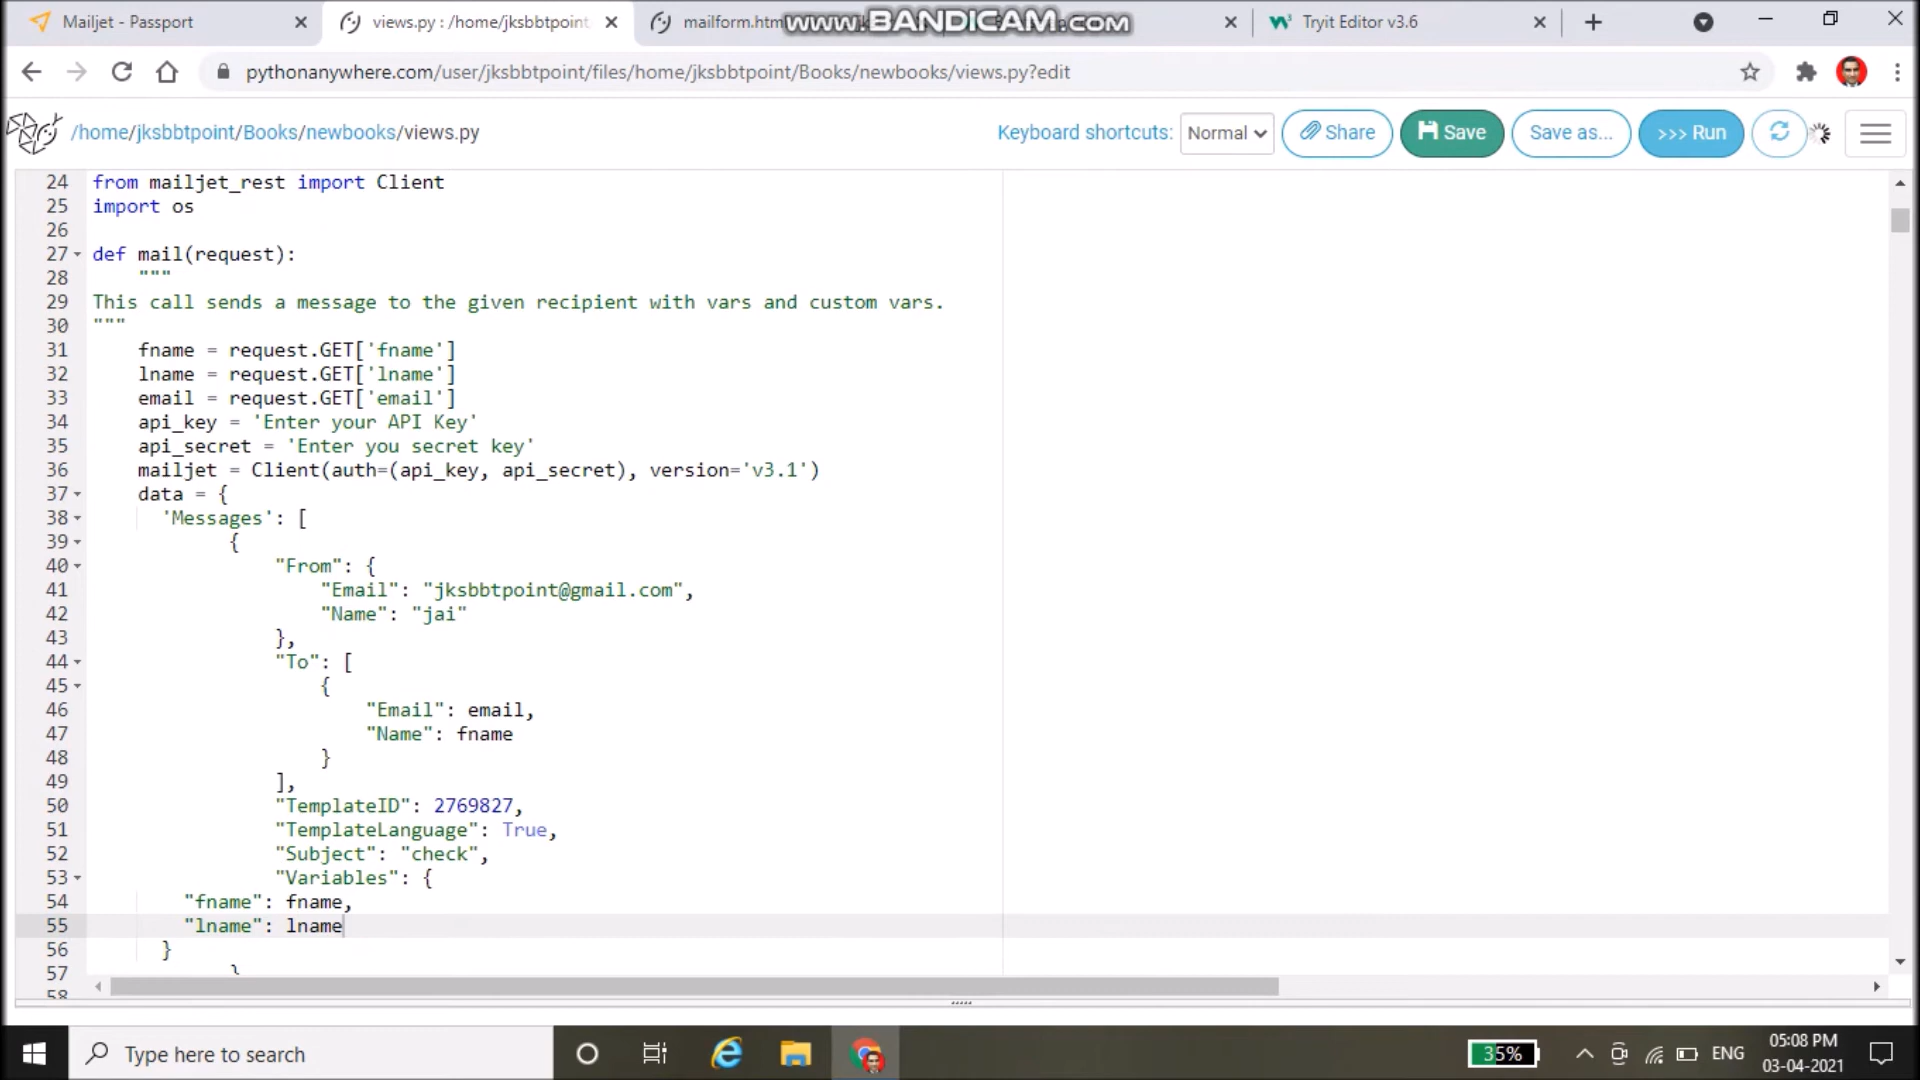 Mailjet - Passport
views.py : /home/jksbbtpoint
mailform.htm
www.BANDICAM.com
Tryit Editor v3.6
pythonanywhere.com/user/jksbbtpoint/files/home/jksbbtpoint/Books/newbooks/views.py?edit
/home/jksbbtpoint/Books/newbooks/views.py
Keyboard shortcuts: Normal Share Save Save as... >>> Run
24 from mailjet_rest import Client
25 import os
26
27 def mail(request):
28 """
29 This call sends a message to the given recipient with vars and custom vars.
30 """
31 fname = request.GET['fname']
32 lname = request.GET['lname']
33 email = request.GET['email']
34 api_key = 'Enter your API Key'
35 api_secret = 'Enter you secret key'
36 mailjet = Client(auth=(api_key, api_secret), version='v3.1')
37 data = {
38 'Messages': [
39 {
40 "From": {
41 "Email": "jksbbtpoint@gmail.com",
42 "Name": "jai"
43 },
44 "To": [
45 {
46 "Email": email,
47 "Name": fname
48 }
49 ],
50 "TemplateID": 2769827,
51 "TemplateLanguage": True,
52 "Subject": "check",
53 "Variables": {
54 "fname": fname,
55 "lname": lname
56 }
57 }
58
Type here to search
35%
ENG
05:08 PM
03-04-2021